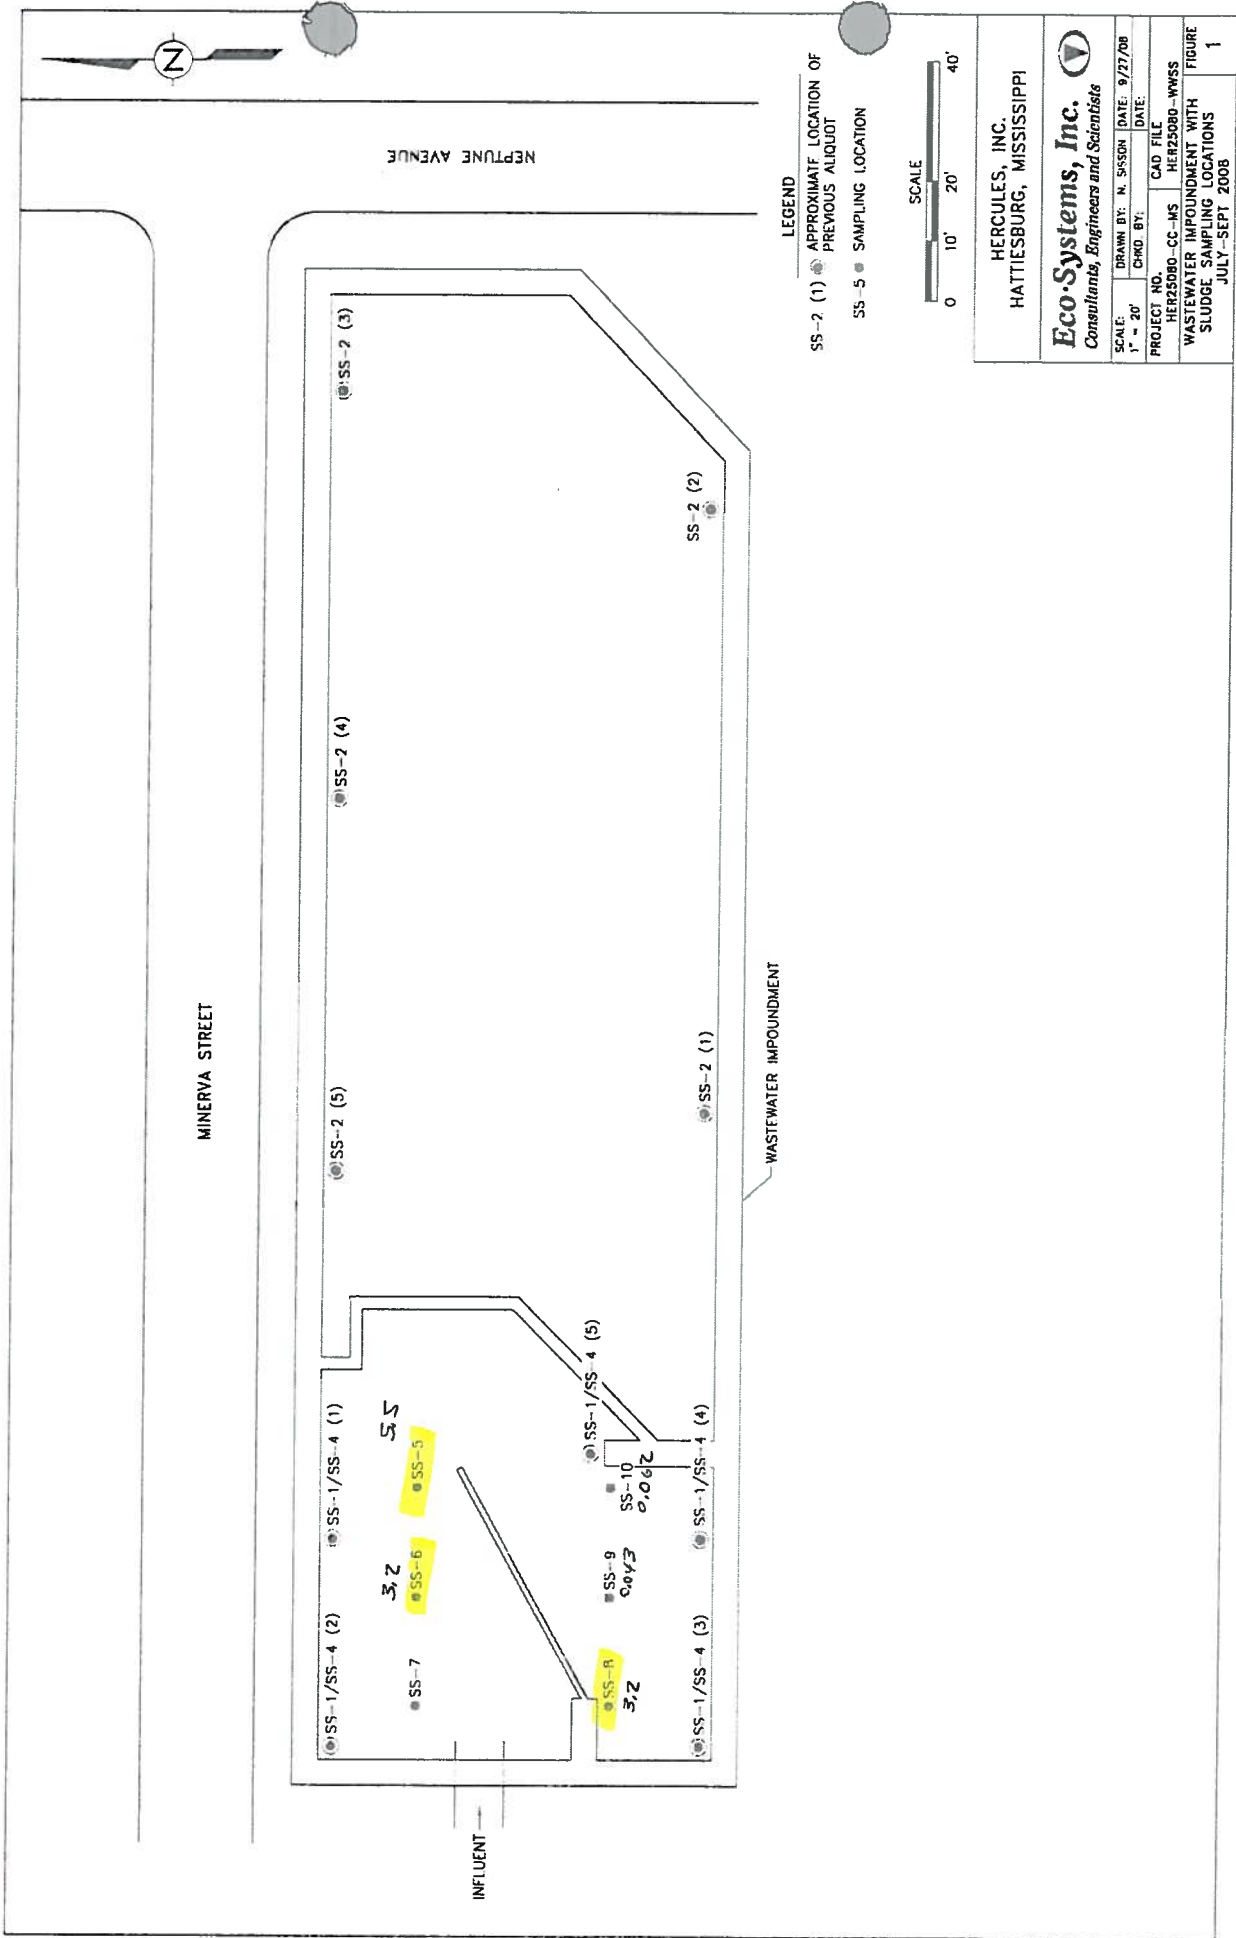 N
NEPTUNE AVENUE
MINERVA STREET
SS-2 (3)
SS-2 (2)
SS-2 (4)
SS-2 (5)
SS-2 (1)
SS-1/SS-4 (1)
SS-1/SS-4 (2)
5.5
SS-5
3.2
SS-6
SS-7
SS-1/SS-4 (5)
SS-10
0.062
SS-9
0.043
SS-8
3.2
SS-1/SS-4 (4)
SS-1/SS-4 (3)
INFLUENT
WASTEWATER IMPOUNDMENT
LEGEND
SS-2 (1) APPROXIMATE LOCATION OF
PREVIOUS ALIQUOT
SS-5 SAMPLING LOCATION
SCALE
0 10' 20' 40'
HERCULES, INC.
HATTIESBURG, MISSISSIPPI
Eco-Systems, Inc.
Consultants, Engineers and Scientists
SCALE: 1" = 20'
DRAWN BY: N. SISSON DATE: 9/27/08
CHKD. BY: DATE:
PROJECT NO. HER25080-CC-MS
CAD FILE HER25080-WWSS
WASTEWATER IMPOUNDMENT WITH
SLUDGE SAMPLING LOCATIONS
JULY-SEPT 2008
FIGURE
1